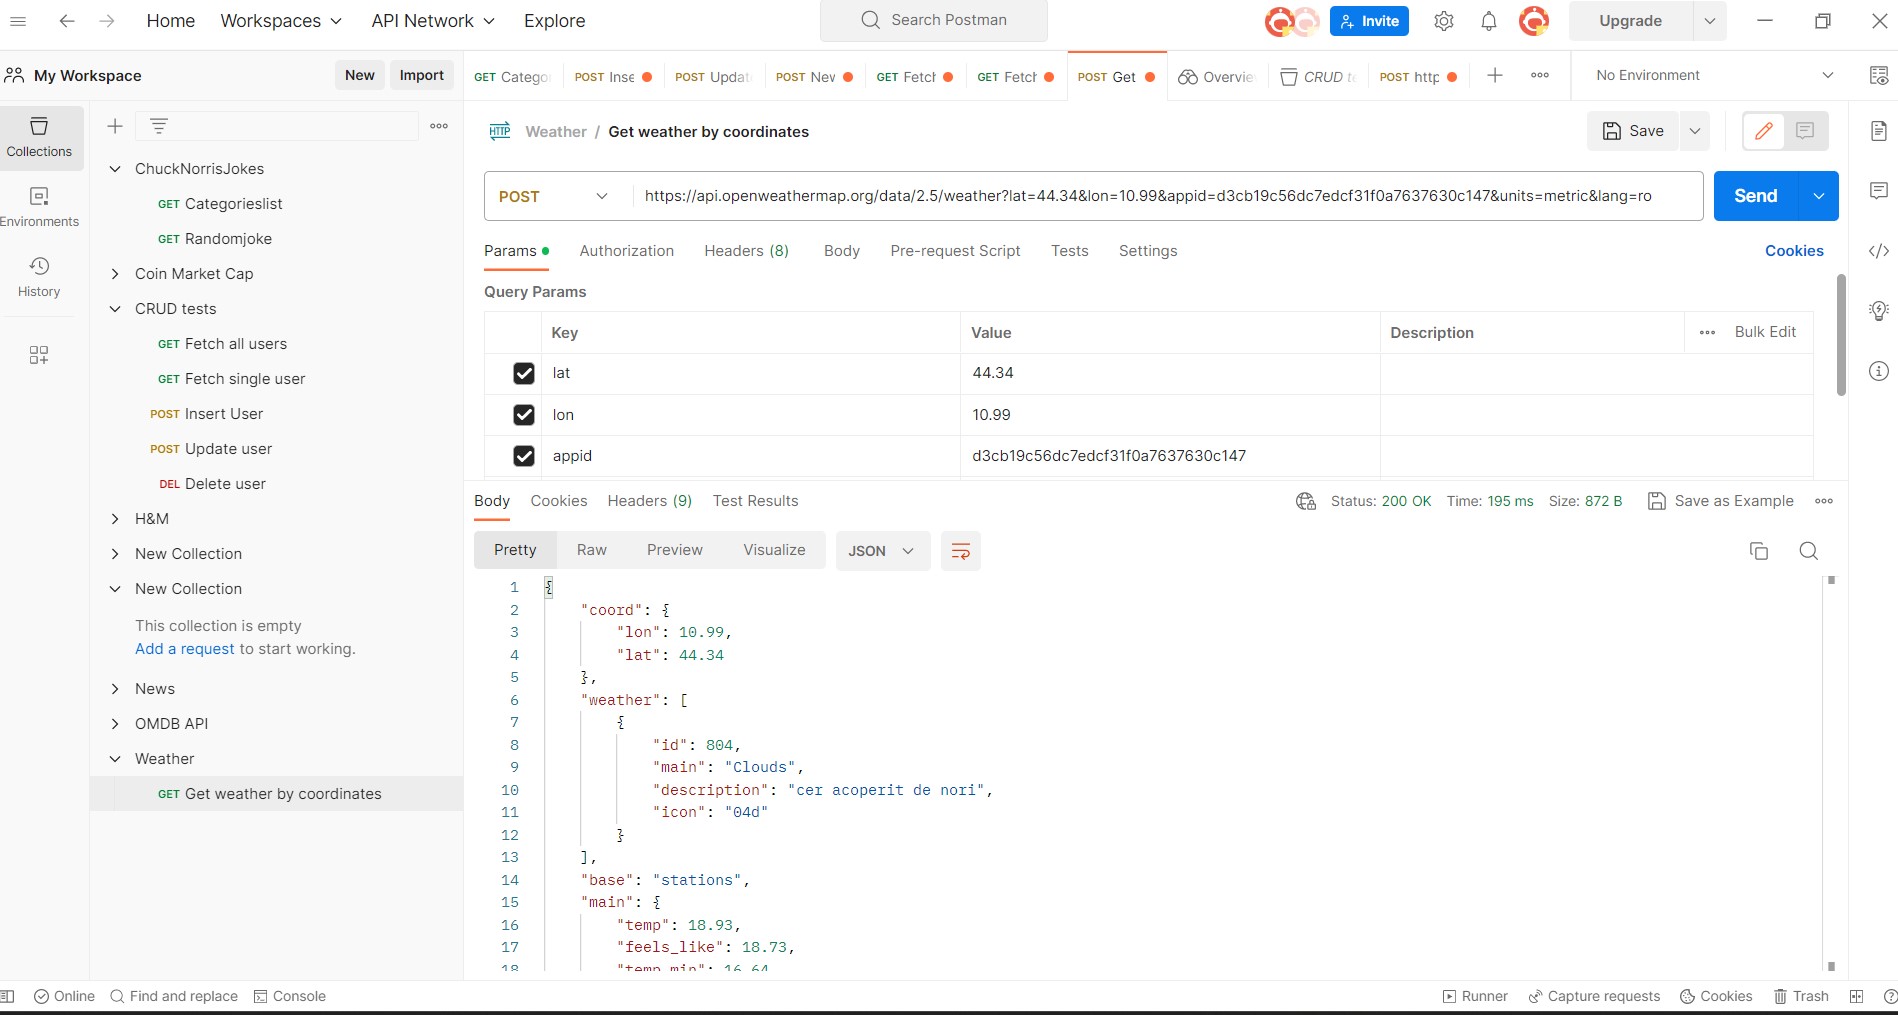 Home Workspaces API Network Explore Search Postman Invite Upgrade
My Workspace New Import
GET Catego POST Inse POST Updat POST Nev GET Fetch GET Fetch POST Get Overvie CRUD te POST http No Environment
Collections
Environments
History
ChuckNorrisJokes
GET Categorieslist
GET Randomjoke
Coin Market Cap
CRUD tests
GET Fetch all users
GET Fetch single user
POST Insert User
POST Update user
DEL Delete user
H&M
New Collection
New Collection
This collection is empty
Add a request to start working.
News
OMDB API
Weather
GET Get weather by coordinates
HTTP Weather / Get weather by coordinates Save
POST https://api.openweathermap.org/data/2.5/weather?lat=44.34&lon=10.99&appid=d3cb19c56dc7edcf31f0a7637630c147&units=metric&lang=ro Send
Params Authorization Headers (8) Body Pre-request Script Tests Settings Cookies
Query Params
Key Value Description Bulk Edit
lat 44.34
lon 10.99
appid d3cb19c56dc7edcf31f0a7637630c147
Body Cookies Headers (9) Test Results Status: 200 OK Time: 195 ms Size: 872 B Save as Example
Pretty Raw Preview Visualize JSON
1 {
2 "coord": {
3 "lon": 10.99,
4 "lat": 44.34
5 },
6 "weather": [
7 {
8 "id": 804,
9 "main": "Clouds",
10 "description": "cer acoperit de nori",
11 "icon": "04d"
12 }
13 ],
14 "base": "stations",
15 "main": {
16 "temp": 18.93,
17 "feels_like": 18.73,
18 "temp_min": 16.64
Online Find and replace Console Runner Capture requests Cookies Trash